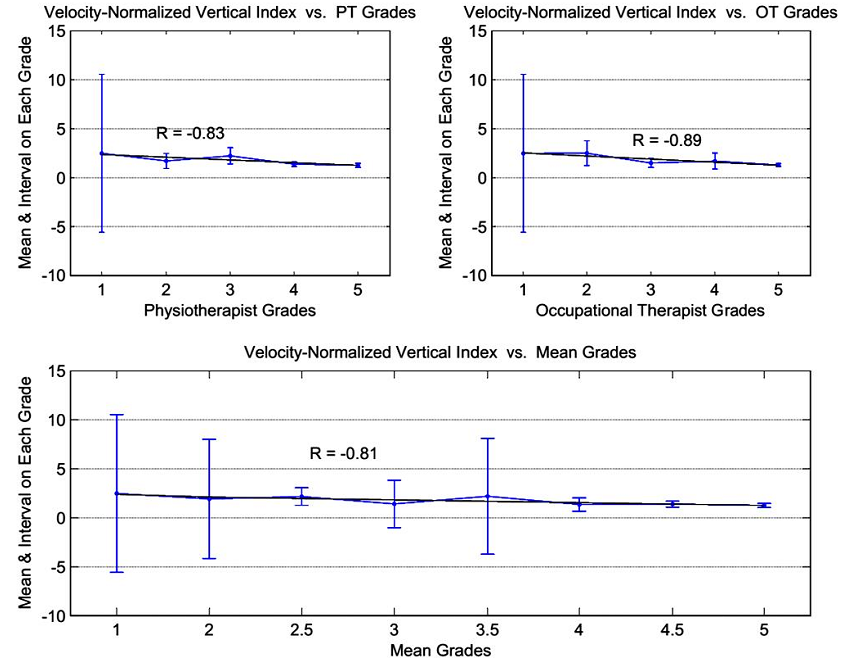 Velocity-Normalized Vertical Index vs. PT Grades
Mean & Interval on Each Grade
15
10
5
0
-5
-10
R = -0.83
1 2 3 4 5
Physiotherapist Grades
Velocity-Normalized Vertical Index vs. OT Grades
Mean & Interval on Each Grade
15
10
5
0
-5
-10
R = -0.89
1 2 3 4 5
Occupational Therapist Grades
Velocity-Normalized Vertical Index vs. Mean Grades
Mean & Interval on Each Grade
15
10
5
0
-5
-10
R = -0.81
1 2 2.5 3 3.5 4 4.5 5
Mean Grades